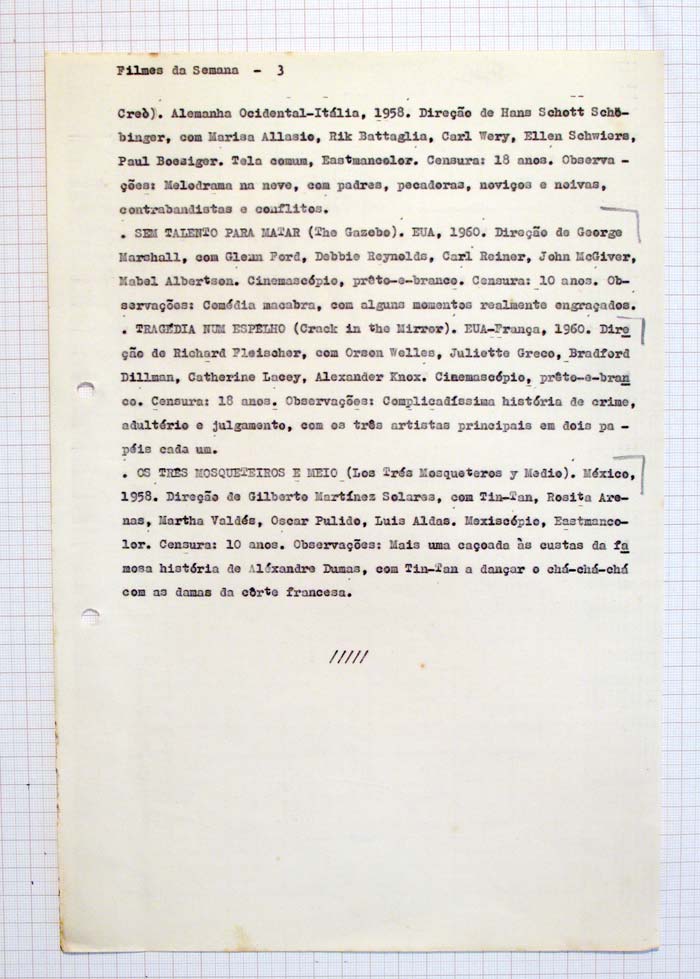 Filmes da Semana - 3
Creò). Alemanha Ocidental-Itália, 1958. Direção de Hans Schott Schö-
binger, com Marisa Allasio, Rik Battaglia, Carl Wery, Ellen Schwiers,
Paul Boesiger. Tela comum, Eastmancolor. Censura: 18 anos. Observa -
ções: Melodrama na neve, com padres, pecadoras, noviços e noivas,
contrabandistas e conflitos.
. SEM TALENTO PARA MATAR (The Gazebo). EUA, 1960. Direção de George
Marshall, com Glenn Ford, Debbie Reynolds, Carl Reiner, John McGiver,
Mabel Albertson. Cinemascópio, prêto-e-branco. Censura: 10 anos. Ob-
servações: Comédia macabra, com alguns momentos realmente engraçados.
. TRAGÉDIA NUM ESPÊLHO (Crack in the Mirror). EUA-França, 1960. Dire
ção de Richard Fleischer, com Orson Welles, Juliette Greco, Bradford
Dillman, Catherine Lacey, Alexander Knox. Cinemascópio, prêto-e-bran
co. Censura: 18 anos. Observações: Complicadíssima história de crime,
adultério e julgamento, com os três artistas principais em dois pa -
péis cada um.
. OS TRÊS MOSQUETEIROS E MEIO (Los Trés Mosqueteros y Medio). México,
1958. Direção de Gilberto Martínez Solares, com Tin-Tan, Rosita Are-
nas, Martha Valdés, Oscar Pulido, Luis Aldas. Mexiscópio, Eastmanco-
lor. Censura: 10 anos. Observações: Mais uma caçoada às custas da fa
mosa história de Aléxandre Dumas, com Tin-Tan a dançar o chá-chá-chá
com as damas da côrte francesa.
/////